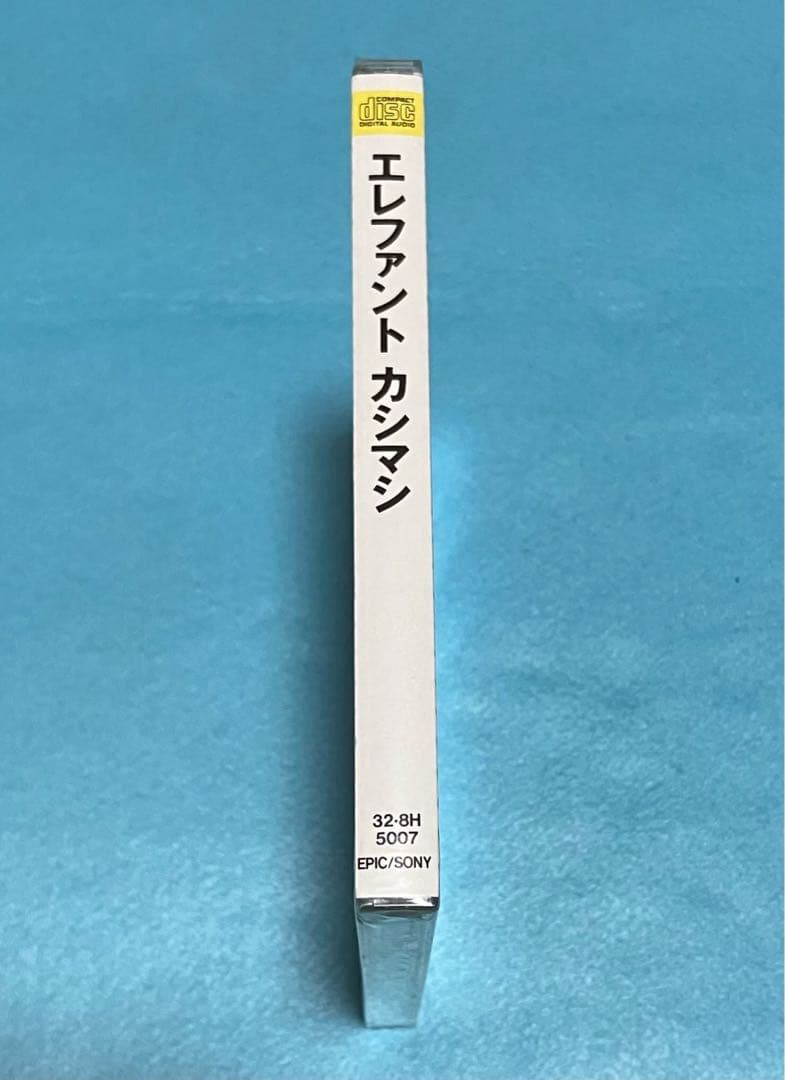 COMPACT
disc
DIGITAL AUDIO
エレファント カシマシ
32・8H
5007
EPIC/SONY